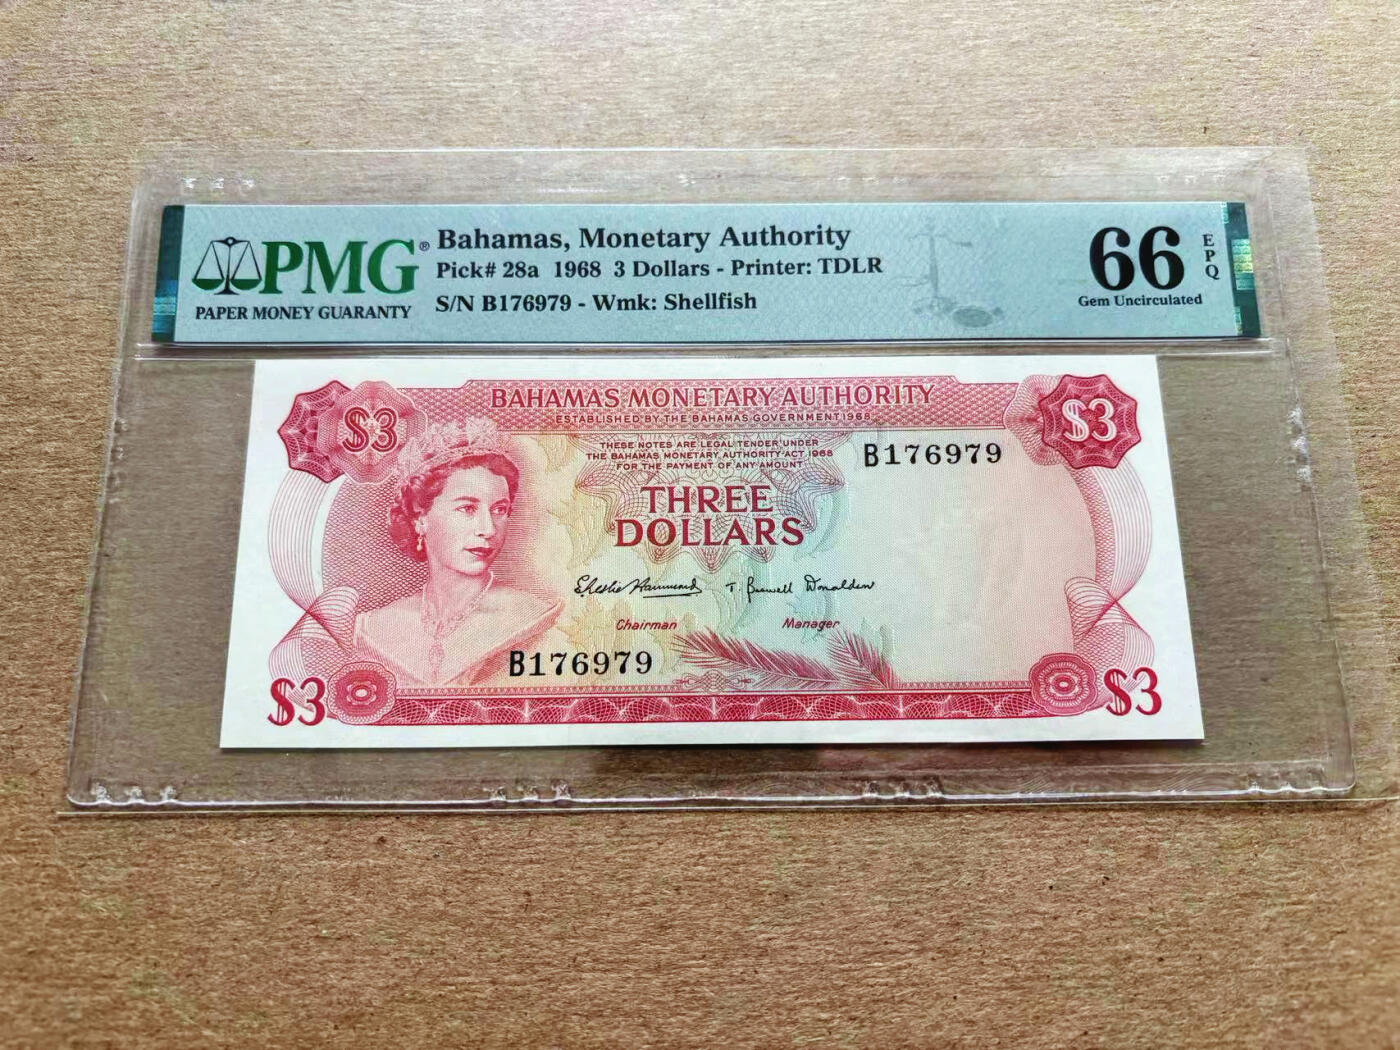 PMG®
PAPER MONEY GUARANTY
Bahamas, Monetary Authority
Pick# 28a 1968 3 Dollars - Printer: TDLR
S/N B176979 - Wmk: Shellfish
66
EPQ
Gem Uncirculated
$3
BAHAMAS MONETARY AUTHORITY
ESTABLISHED BY THE BAHAMAS GOVERNMENT 1968
$3
THESE NOTES ARE LEGAL TENDER UNDER
THE BAHAMAS MONETARY AUTHORITY ACT 1968
FOR THE PAYMENT OF ANY AMOUNT
B176979
THREE
DOLLARS
Chairman
Manager
B176979
$3
$3